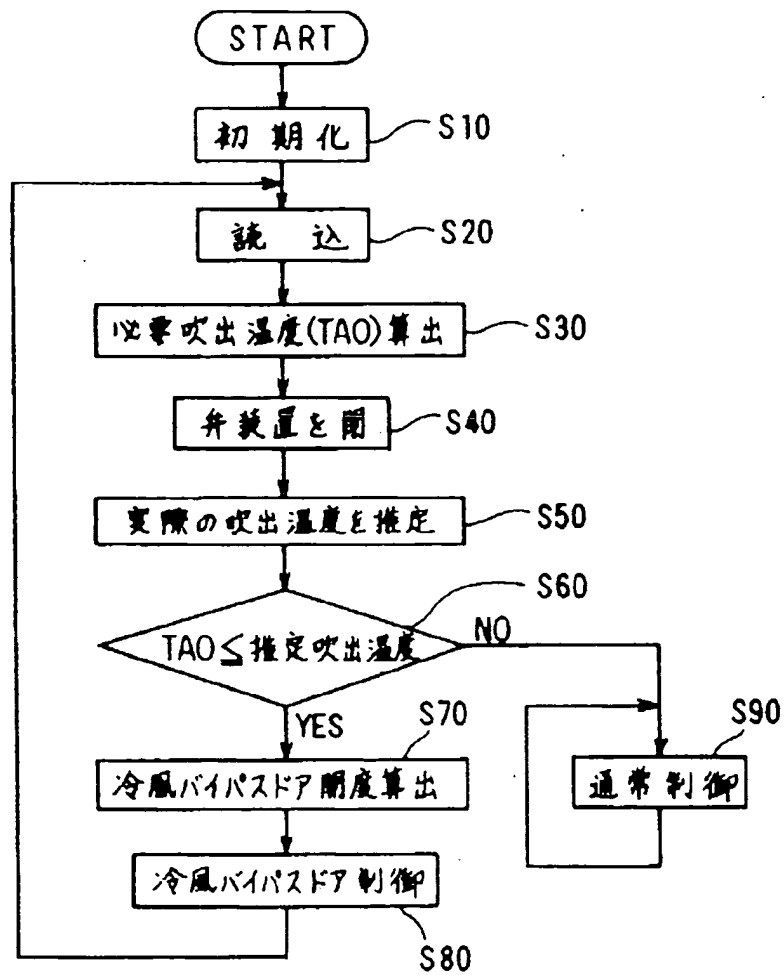 START
初期化
S10
読込
S20
必要吹出温度(TAO)算出
S30
弁装置を
S40
実際の吹出温度を推定
S50
TAO≦推定吹出温度
S60
NO
YES
S70
冷風バイパスドア開度算出
S90
通常制御
冷風バイパスドア制御
S80